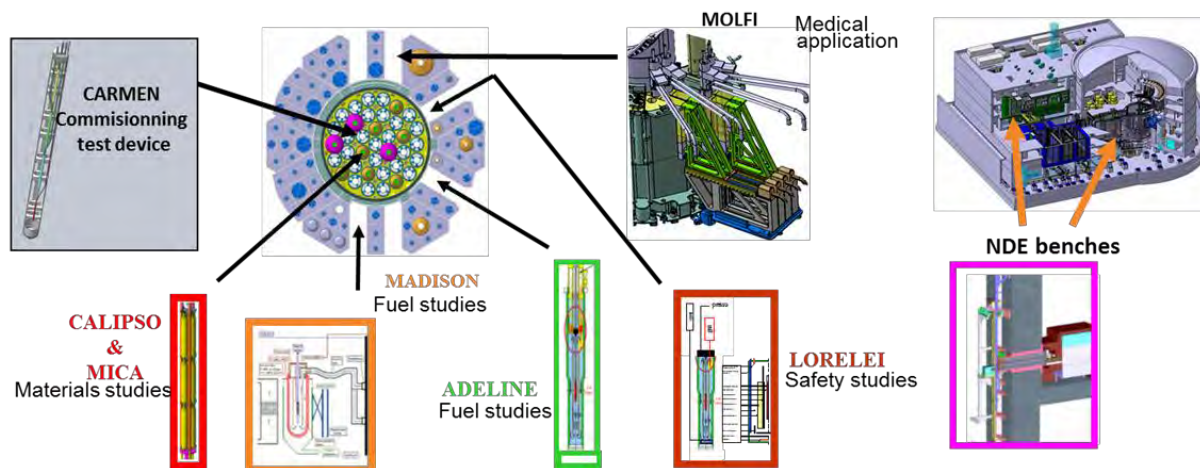 CARMEN
Commisionning
test device
MOLFI
Medical
application
NDE benches
MADISON
Fuel studies
CALIPSO
&
MICA
Materials studies
ADELINE
Fuel studies
LORELEI
Safety studies